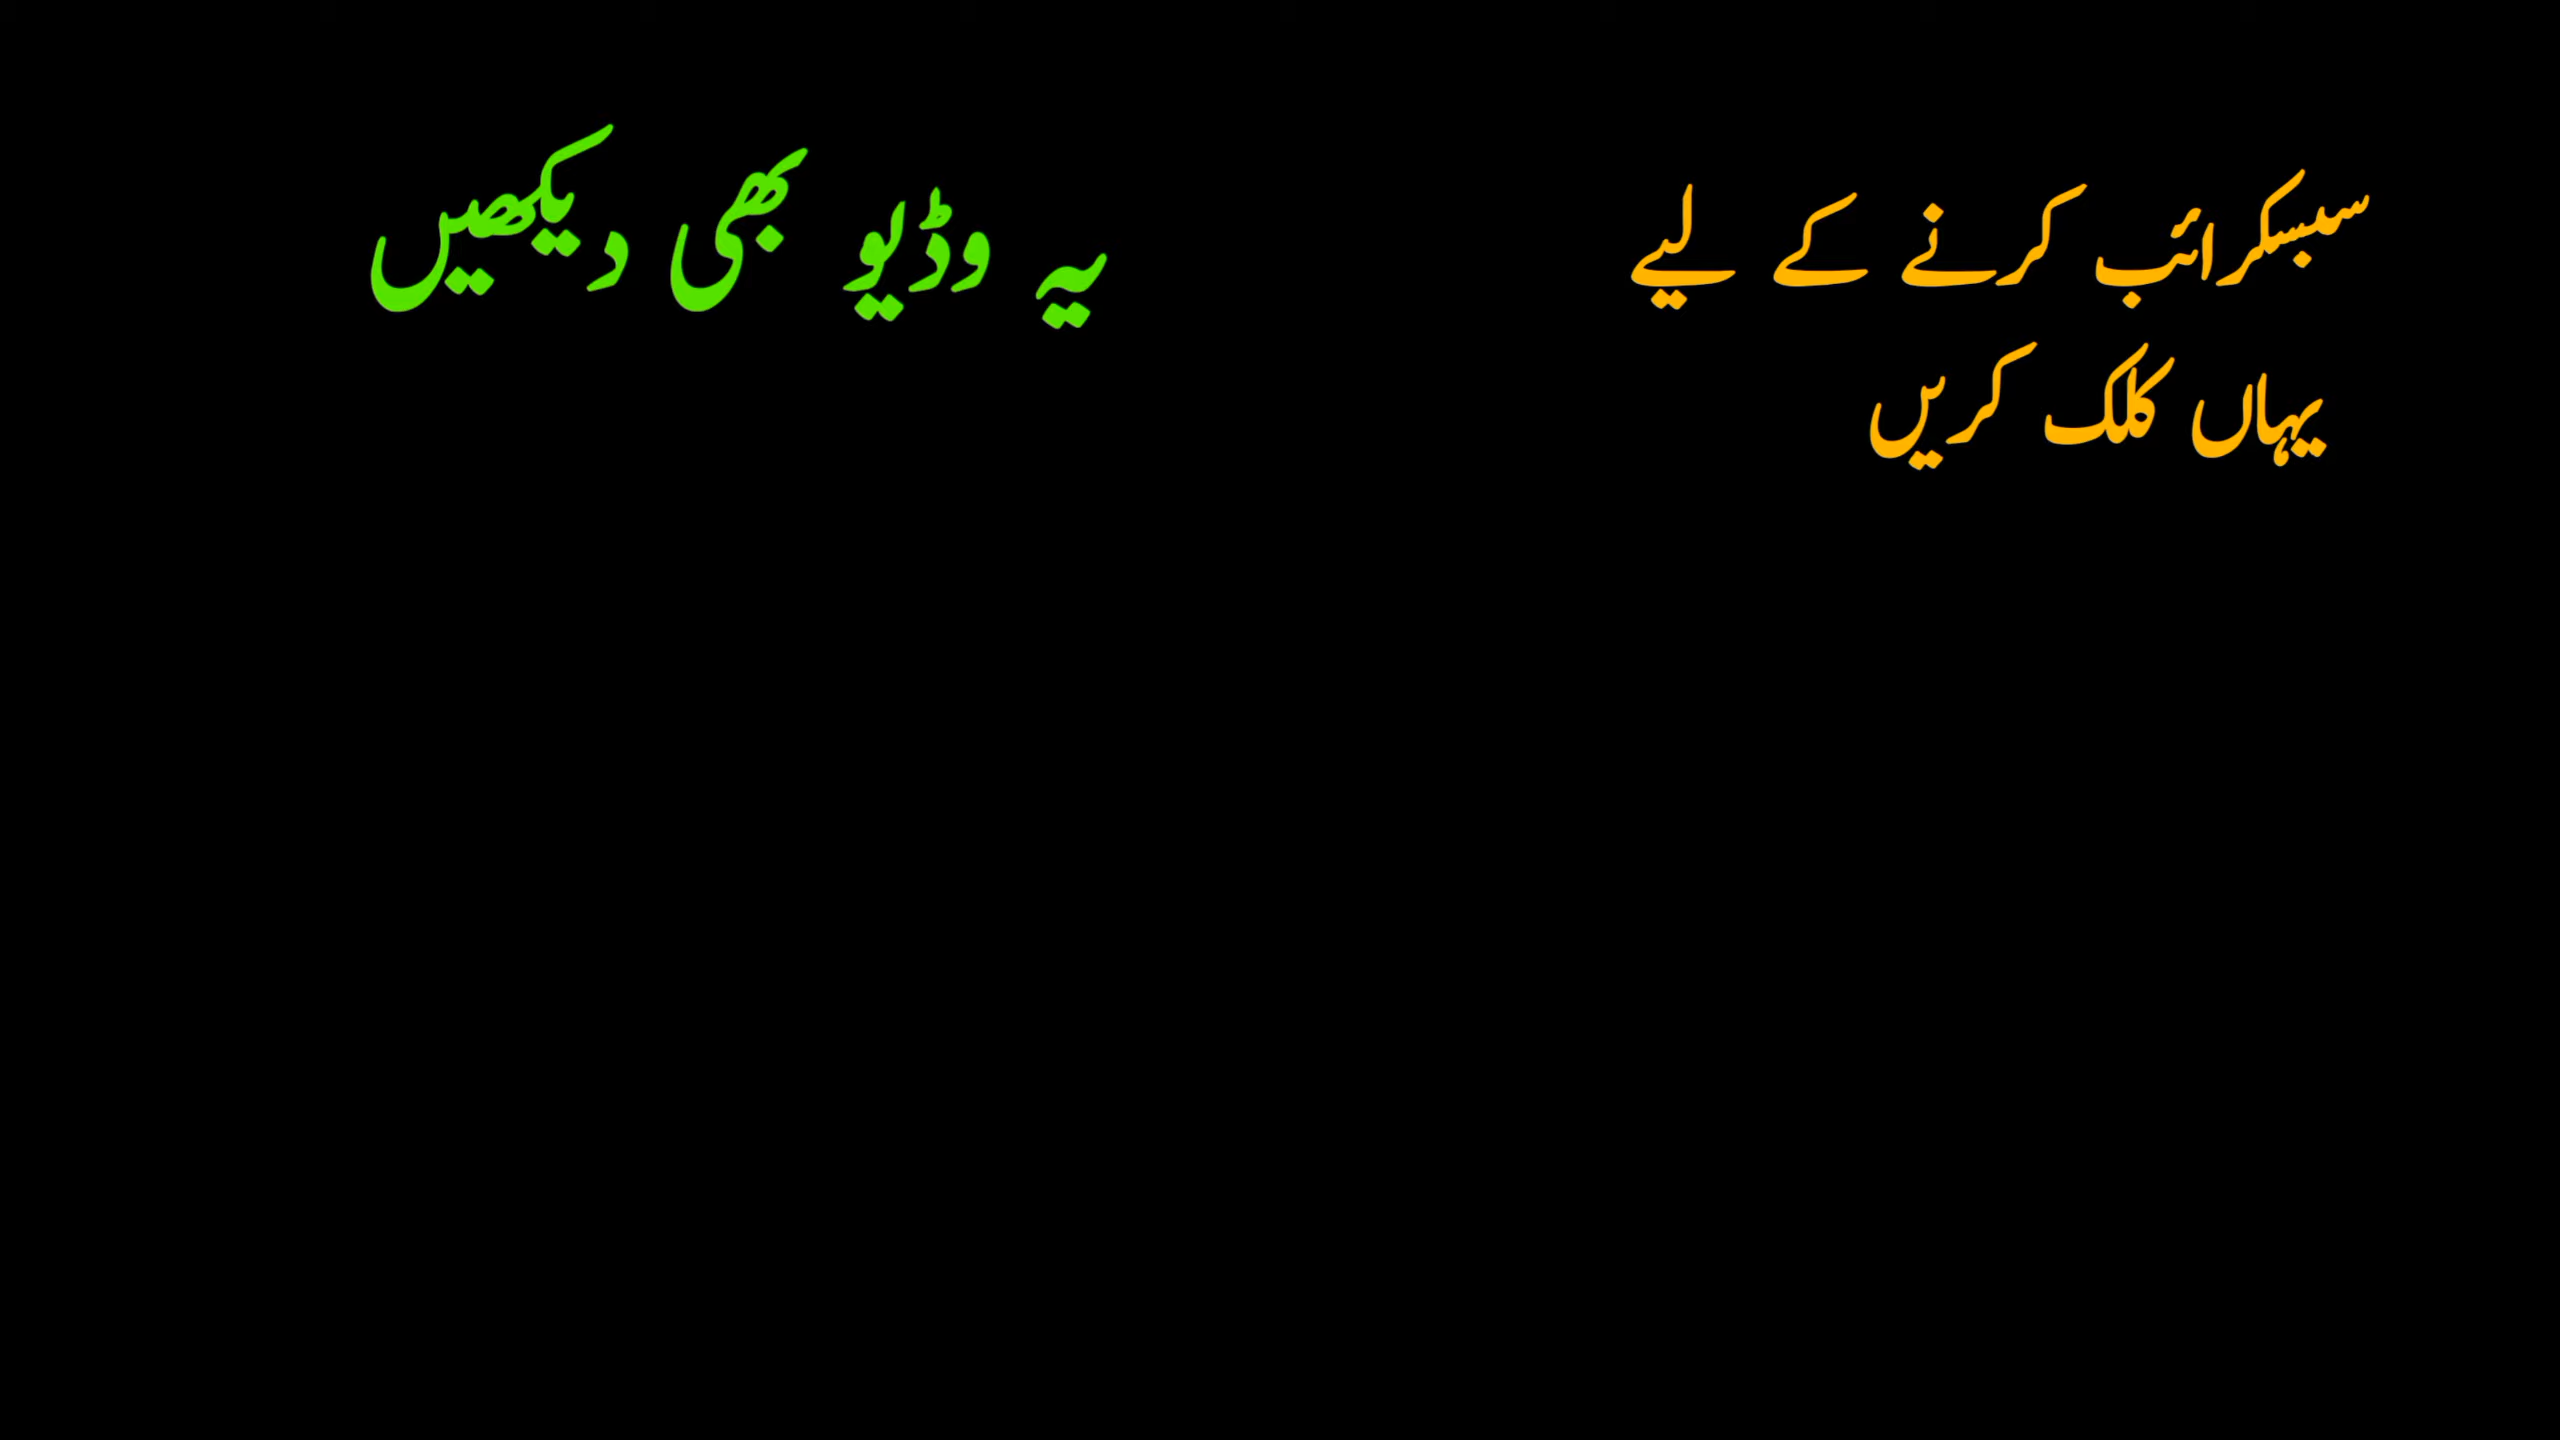 سبسکرائب کرنے کے لیے
یہاں کلک کریں
یہ وڈیو بھی دیکھیں